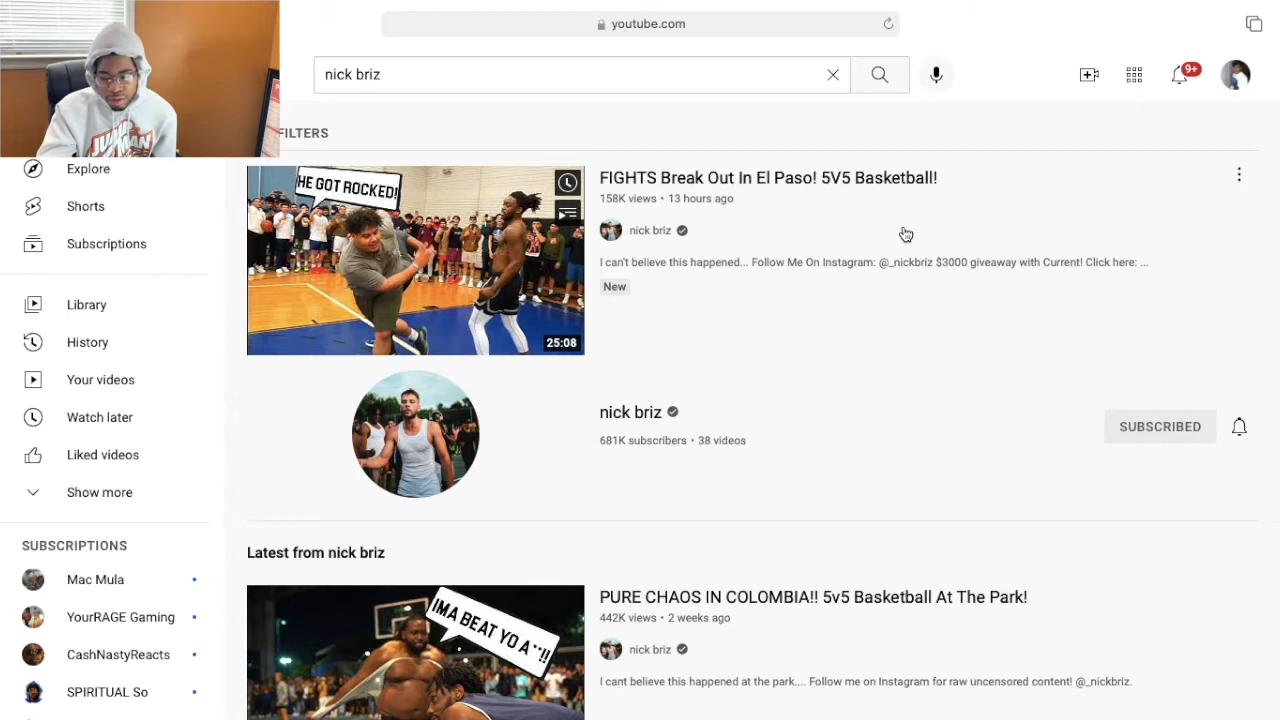 youtube.com
nick briz
9+
FILTERS
Explore
Shorts
Subscriptions
Library
History
Your videos
Watch later
Liked videos
Show more
SUBSCRIPTIONS
Mac Mula
YourRAGE Gaming
CashNastyReacts
SPIRITUAL So
HE GOT ROCKED!
25:08
FIGHTS Break Out In El Paso! 5V5 Basketball!
158K views • 13 hours ago
nick briz
I can't believe this happened... Follow Me On Instagram: @_nickbriz $3000 giveaway with Current! Click here: ...
New
nick briz
681K subscribers • 38 videos
SUBSCRIBED
Latest from nick briz
IMA BEAT YO A**!!
PURE CHAOS IN COLOMBIA!! 5v5 Basketball At The Park!
442K views • 2 weeks ago
nick briz
I cant believe this happened at the park.... Follow me on Instagram for raw uncensored content! @_nickbriz.
JUMP
MAN